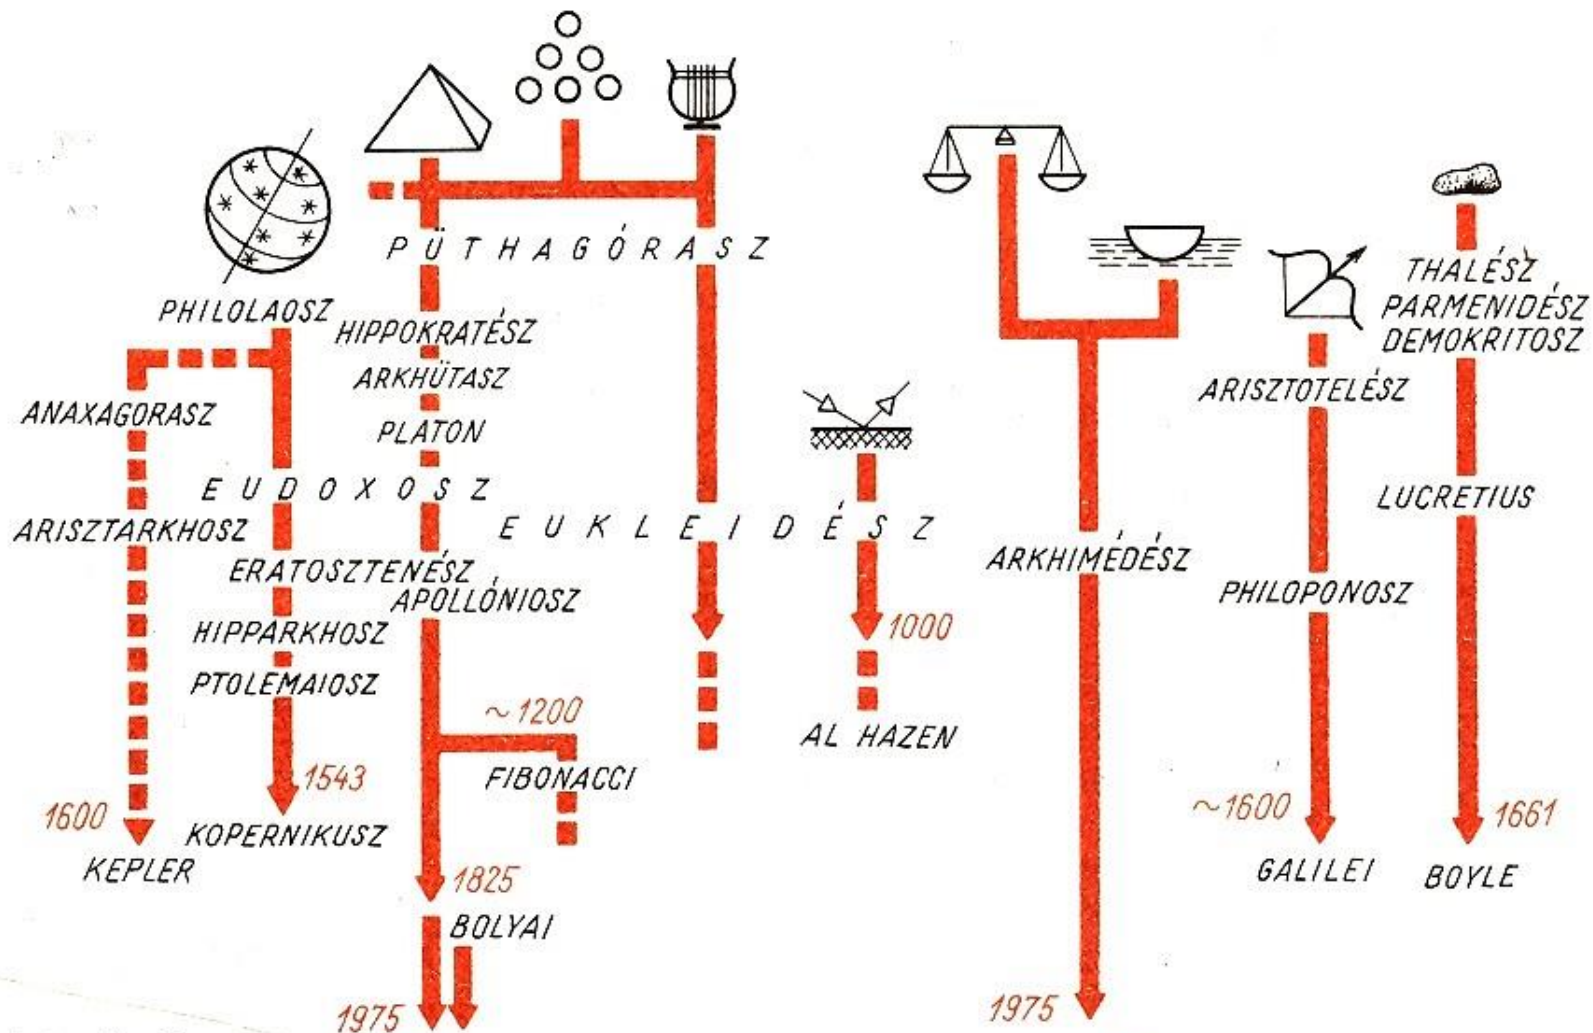 PÜTHAGÓRÁSZ
PHILOLAOSZ
HIPPOKRATÉSZ
ARKHÜTASZ
PLATON
ANAXAGORASZ
EUDOXOSZ
ARISZTARKHOSZ
EUKLEIDÉSZ
ERATOSZTENÉSZ
APOLLÓNIOSZ
HIPPARKHOSZ
PTOLEMAIOSZ
1000
AL HAZEN
~1200
FIBONACCI
1543
KOPERNIKUSZ
1600
KEPLER
1825
BOLYAI
1975
ARKHIMÉDÉSZ
1975
ARISZTOTELÉSZ
PHILOPONOSZ
~1600
GALILEI
THALÉSZ
PARMENIDÉSZ
DEMOKRITOSZ
LUCRETIUS
1661
BOYLE